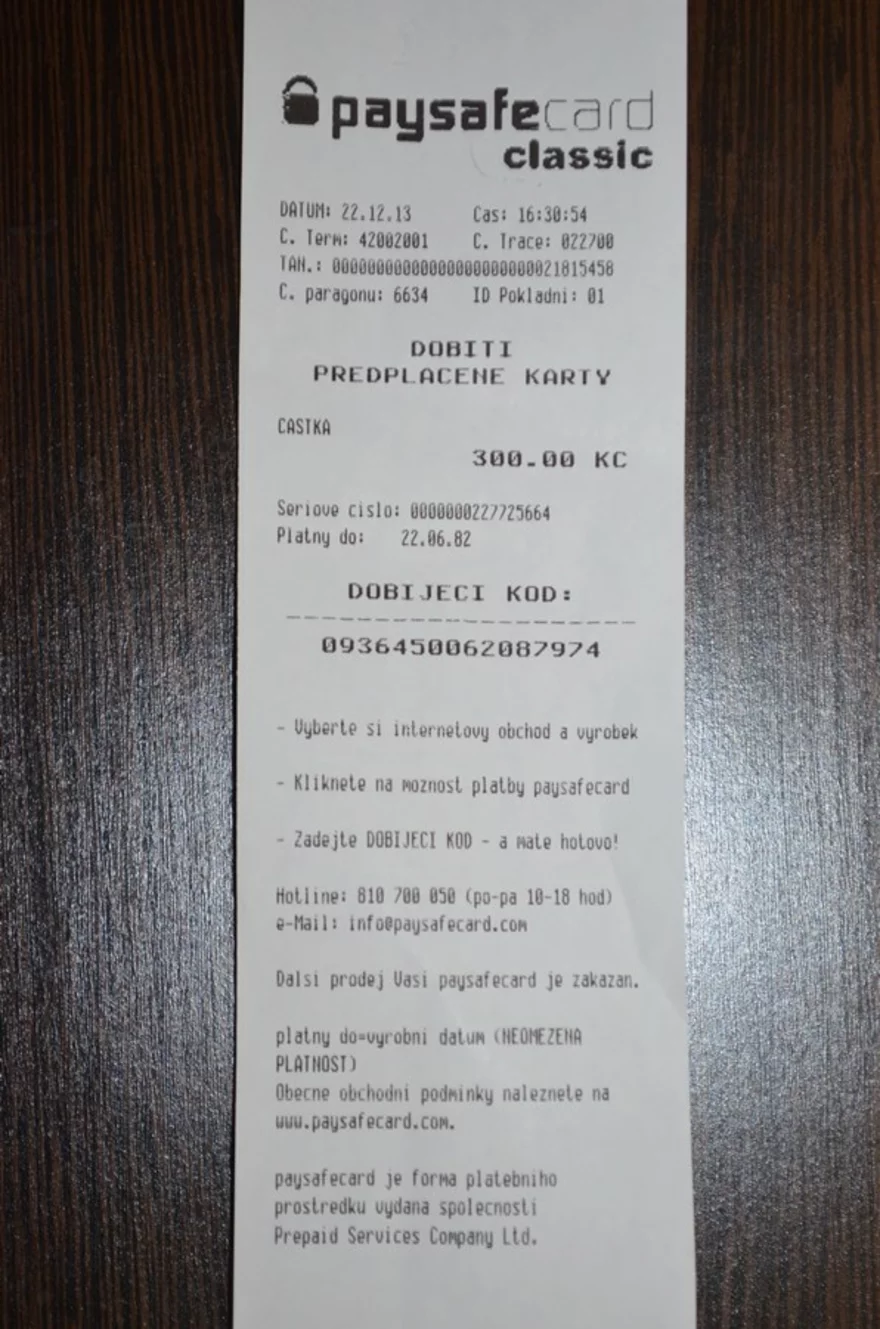 paysafecard
classic
DATUM: 22.12.13 Cas: 16:30:54
C. Term: 42002001 C. Trace: 022700
TAN.: 00000000000000000000000021815458
C. paragonu: 6634 ID Pokladni: 01
DOBITI
PREDPLACENE KARTY
CASTKA
300.00 KC
Seriove cislo: 0000000227725664
Platny do: 22.06.82
DOBIJECI KOD:
--------------------
0936450062087974
- Vyberte si internetovy obchod a vyrobek
- Kliknete na moznost platby paysafecard
- Zadejte DOBIJECI KOD - a mate hotovo!
Hotline: 810 700 050 (po-pa 10-18 hod)
e-Mail: info@paysafecard.com
Dalsi prodej Vasi paysafecard je zakazan.
platny do=vyrobni datum (NEOMEZENA
PLATNOST)
Obecne obchodni podminky naleznete na
www.paysafecard.com.
paysafecard je forma platebniho
prostredku vydana spolecnosti
Prepaid Services Company Ltd.